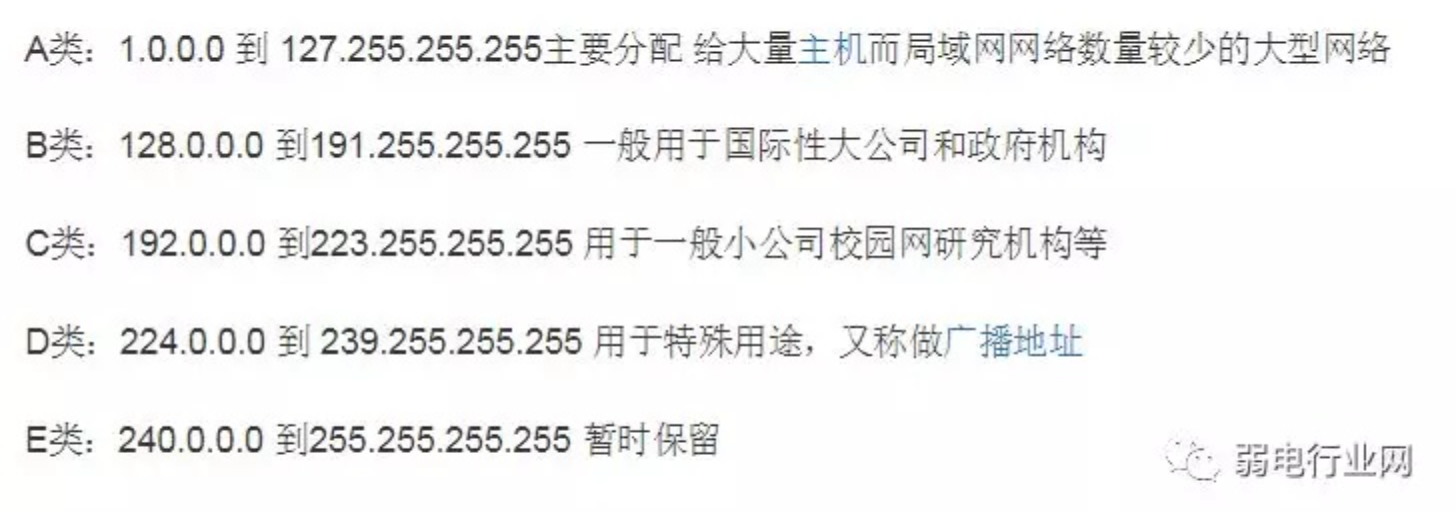 A类：1.0.0.0 到 127.255.255.255主要分配 给大量主机而局域网网络数量较少的大型网络
B类：128.0.0.0 到191.255.255.255 一般用于国际性大公司和政府机构
C类：192.0.0.0 到223.255.255.255 用于一般小公司校园网研究机构等
D类：224.0.0.0 到 239.255.255.255 用于特殊用途，又称做广播地址
E类：240.0.0.0 到255.255.255.255 暂时保留
弱电行业网